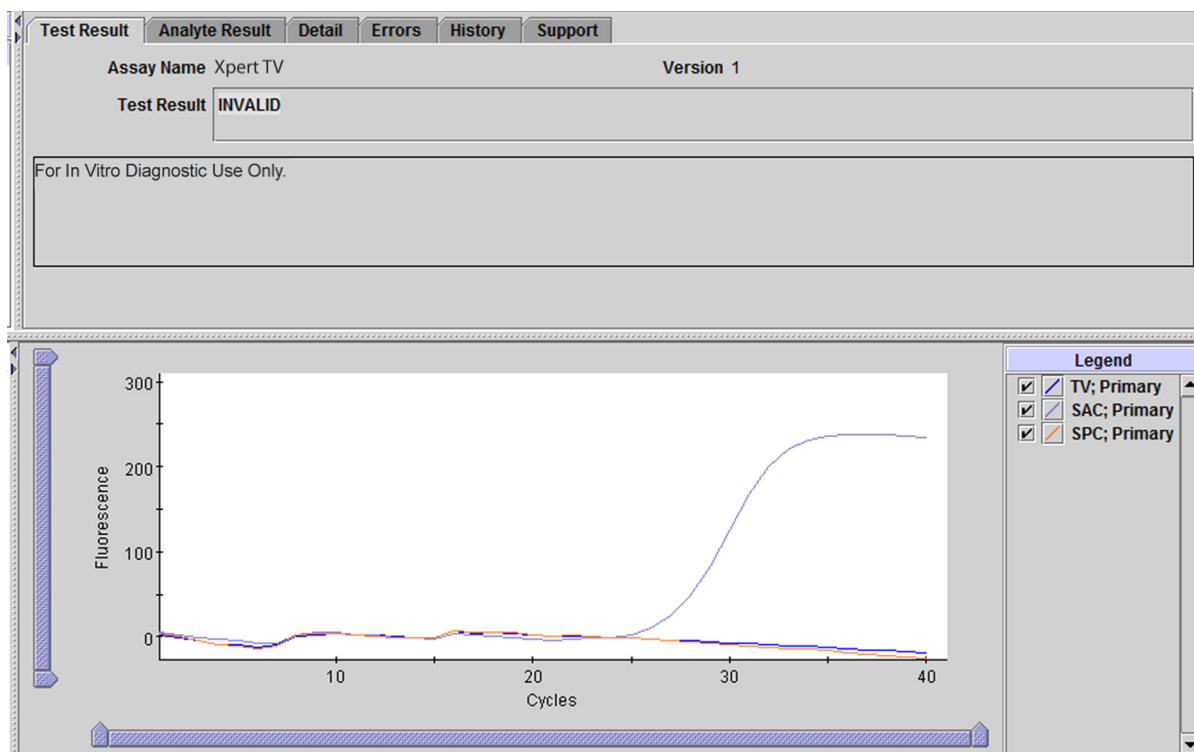 Test Result Analyte Result Detail Errors History Support
Assay Name Xpert TV Version 1
Test Result INVALID
For In Vitro Diagnostic Use Only.
Legend
TV; Primary
SAC; Primary
SPC; Primary
300
200
100
0
Fluorescence
10 20 30 40
Cycles